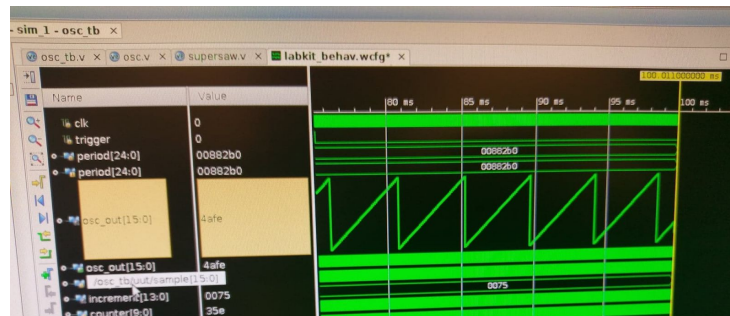 - sim_1 - osc_tb ×
osc_tb.v × osc.v × supersaw.v × labkit_behav.wcfg* ×
100.011000000 ms
Name Value
80 ms 85 ms 90 ms 95 ms 100 ms
clk 0
trigger 0
period[24:0] 00882b0 00882b0
period[24:0] 00882b0 00882b0
osc_out[15:0] 4afe
osc_out[15:0] 4afe
/osc_tb/uut/sample[15:0]
increment[13:0] 0075 0075
counter[9:0] 35e